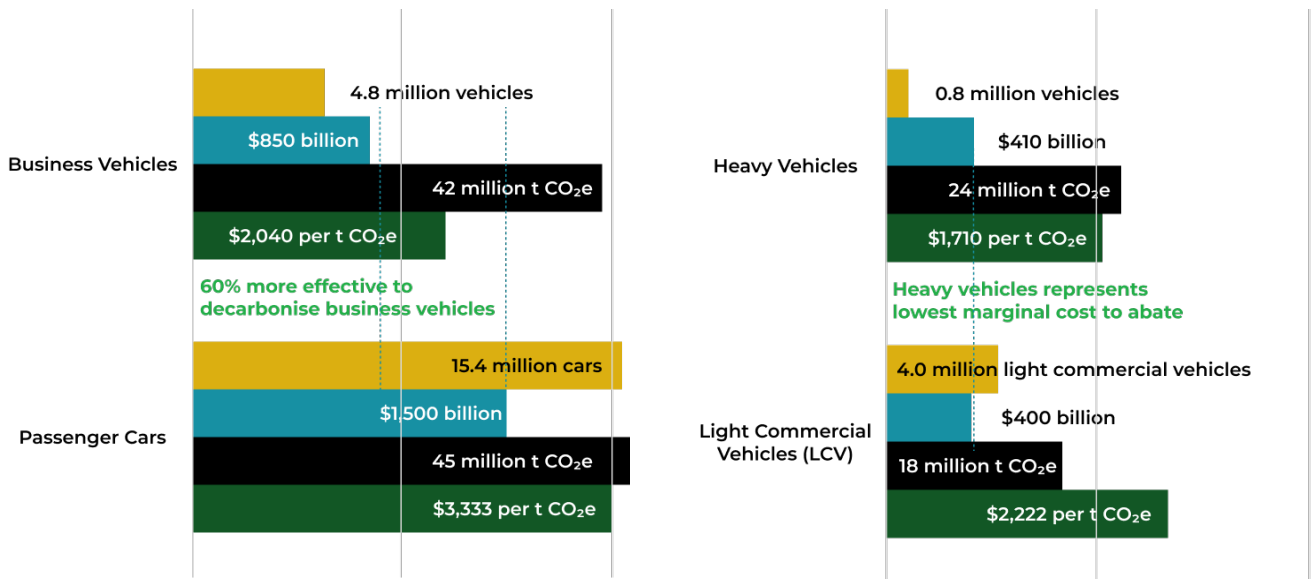 4.8 million vehicles
$850 billion
Business Vehicles
42 million t CO₂e
$2,040 per t CO₂e
60% more effective to
decarbonise business vehicles
15.4 million cars
$1,500 billion
Passenger Cars
45 million t CO₂e
$3,333 per t CO₂e
0.8 million vehicles
$410 billion
Heavy Vehicles
24 million t CO₂e
$1,710 per t CO₂e
Heavy vehicles represents
lowest marginal cost to abate
4.0 million light commercial vehicles
$400 billion
Light Commercial
Vehicles (LCV)
18 million t CO₂e
$2,222 per t CO₂e